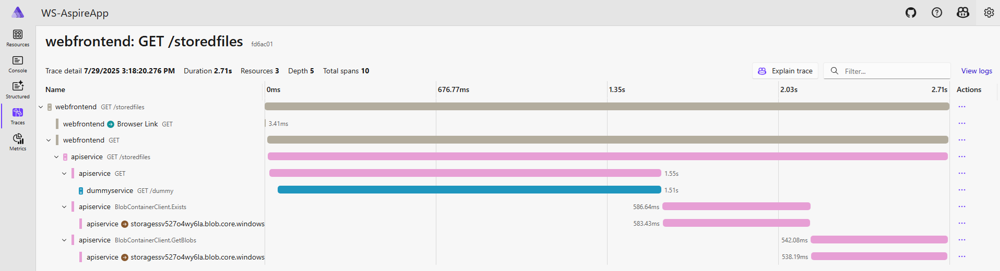 WS-AspireApp
Resources
Console
Structured
Traces
Metrics
webfrontend: GET /storedfiles fd6ac01
Trace detail 7/29/2025 3:18:20.276 PM Duration 2.71s Resources 3 Depth 5 Total spans 10
Explain trace
Filter...
View logs
Name 0ms 676.77ms 1.35s 2.03s 2.71s Actions
webfrontend GET /storedfiles
webfrontend Browser Link GET 3.41ms
webfrontend GET
apiservice GET /storedfiles
apiservice GET 1.55s
dummyservice GET /dummy 1.51s
apiservice BlobContainerClient.Exists 586.64ms
apiservice storagessv527o4wy6la.blob.core.windows 583.43ms
apiservice BlobContainerClient.GetBlobs 542.08ms
apiservice storagessv527o4wy6la.blob.core.windows 538.19ms